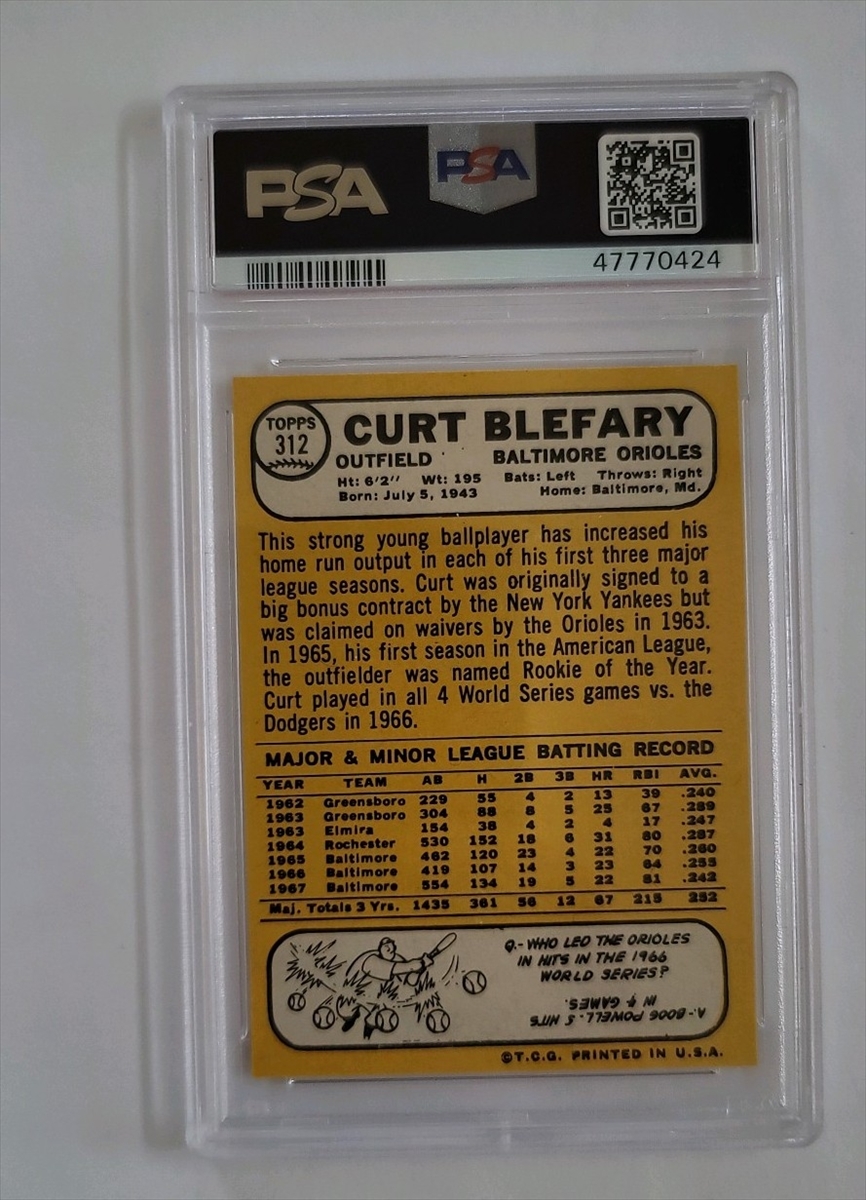 PSA
PSA
47770424
TOPPS
312
CURT BLEFARY
OUTFIELD BALTIMORE ORIOLES
Ht: 6'2" Wt: 195 Bats: Left Throws: Right
Born: July 5, 1943 Home: Baltimore, Md.
This strong young ballplayer has increased his
home run output in each of his first three major
league seasons. Curt was originally signed to a
big bonus contract by the New York Yankees but
was claimed on waivers by the Orioles in 1963.
In 1965, his first season in the American League,
the outfielder was named Rookie of the Year.
Curt played in all 4 World Series games vs. the
Dodgers in 1966.
MAJOR & MINOR LEAGUE BATTING RECORD
YEAR TEAM AB H 2B 3B HR RBI AVG.
1962 Greensboro 229 55 4 2 13 39 .240
1963 Greensboro 304 88 8 5 25 67 .289
1963 Elmira 154 38 4 2 4 17 .247
1964 Rochester 530 152 18 6 31 80 .287
1965 Baltimore 462 120 23 4 22 70 .260
1966 Baltimore 419 107 14 3 23 64 .255
1967 Baltimore 554 134 19 5 22 81 .242
Maj. Totals 3 Yrs. 1435 361 56 12 67 215 252
Q.- WHO LED THE ORIOLES
IN HITS IN THE 1966
WORLD SERIES?
A.- BOOG POWELL. 5 HITS
IN 4 GAMES.
©T.C.G. PRINTED IN U.S.A.